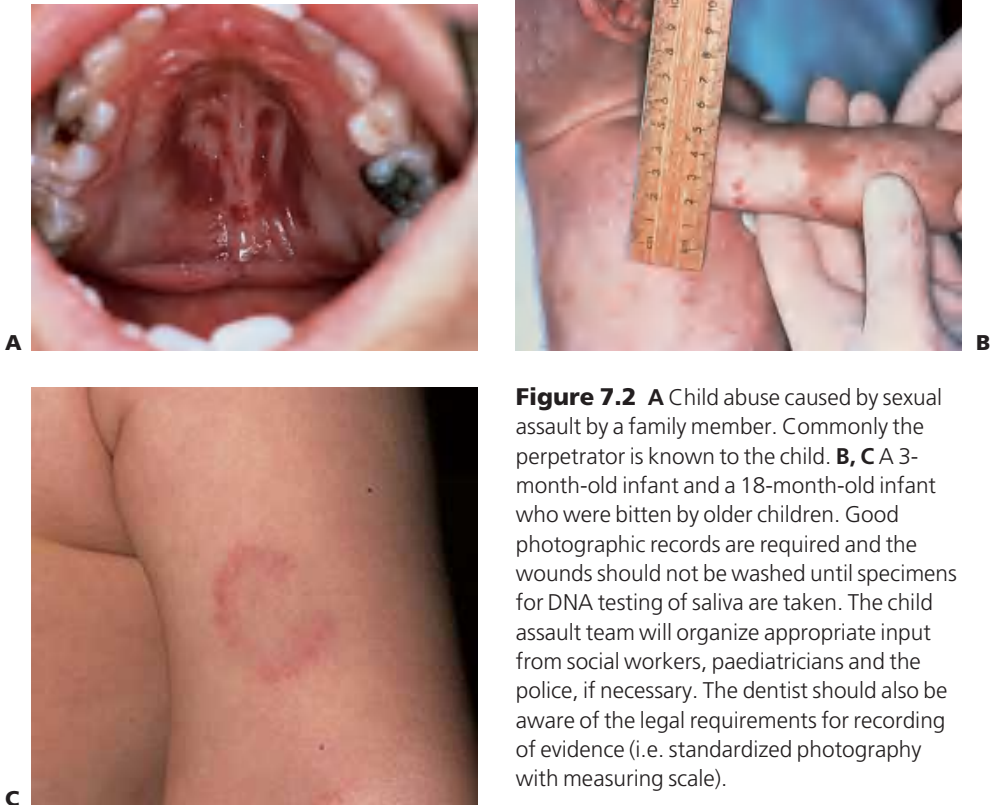 A
B
C
Figure 7.2 A Child abuse caused by sexual
assault by a family member. Commonly the
perpetrator is known to the child. B, C A 3-
month-old infant and a 18-month-old infant
who were bitten by older children. Good
photographic records are required and the
wounds should not be washed until specimens
for DNA testing of saliva are taken. The child
assault team will organize appropriate input
from social workers, paediatricians and the
police, if necessary. The dentist should also be
aware of the legal requirements for recording
of evidence (i.e. standardized photography
with measuring scale).